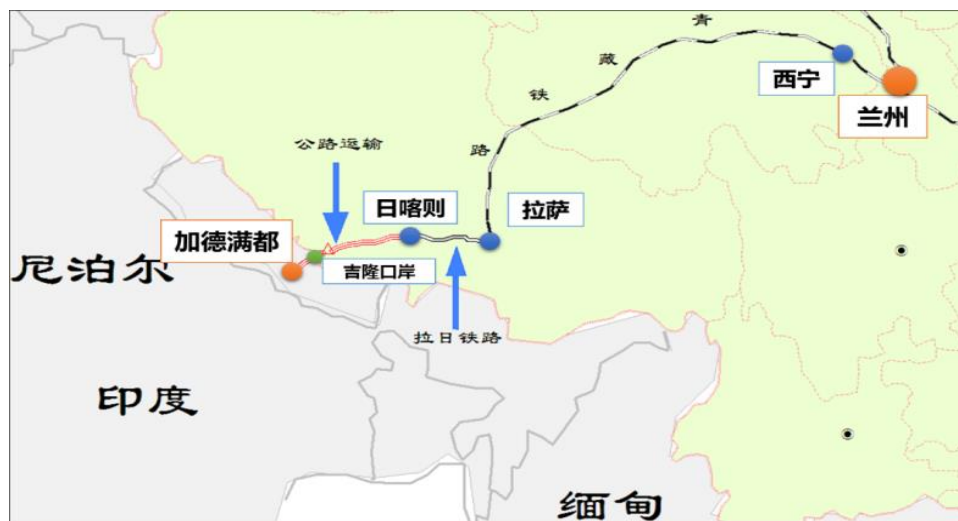 青
藏
铁
路
西宁
兰州
公路运输
日喀则
拉萨
加德满都
吉隆口岸
尼泊尔
拉日铁路
印度
缅甸